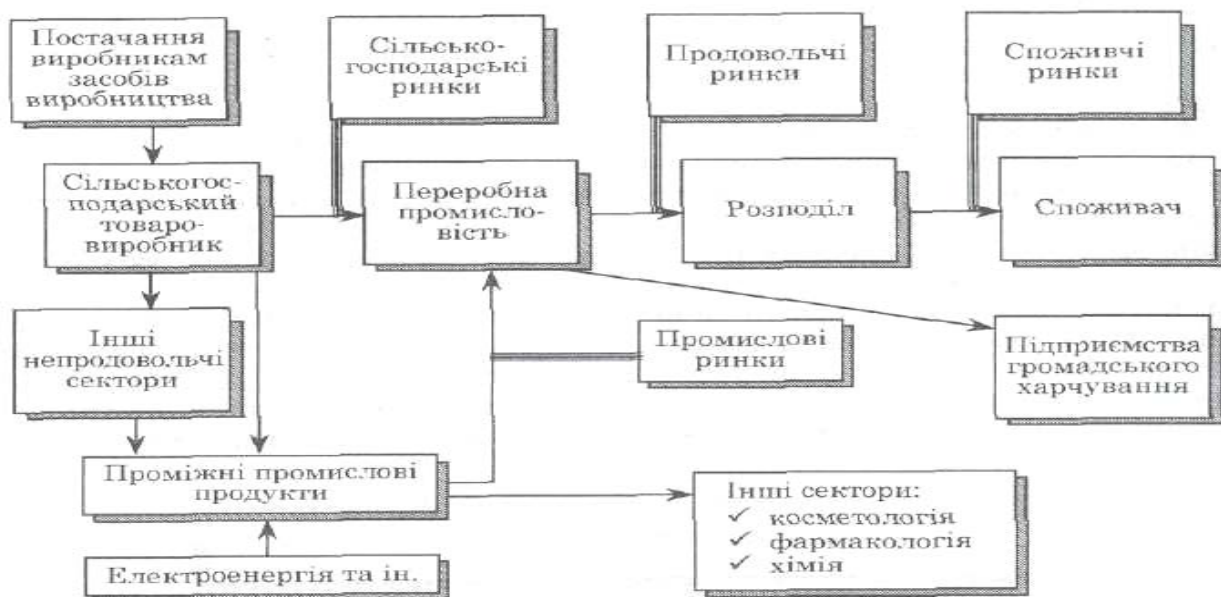 Постачання
виробникам
засобів
виробництва
Сільсько-
господарські
ринки
Продовольчі
ринки
Споживчі
ринки
Сільськогос-
подарський
товаро-
виробник
Переробна
промисло-
вість
Розподіл
Споживач
Інші
непродовольчі
сектори
Промислові
ринки
Підприємства
громадського
харчування
Проміжні промислові
продукти
Інші сектори:
✓ косметологія
✓ фармакологія
✓ хімія
Електроенергія та ін.